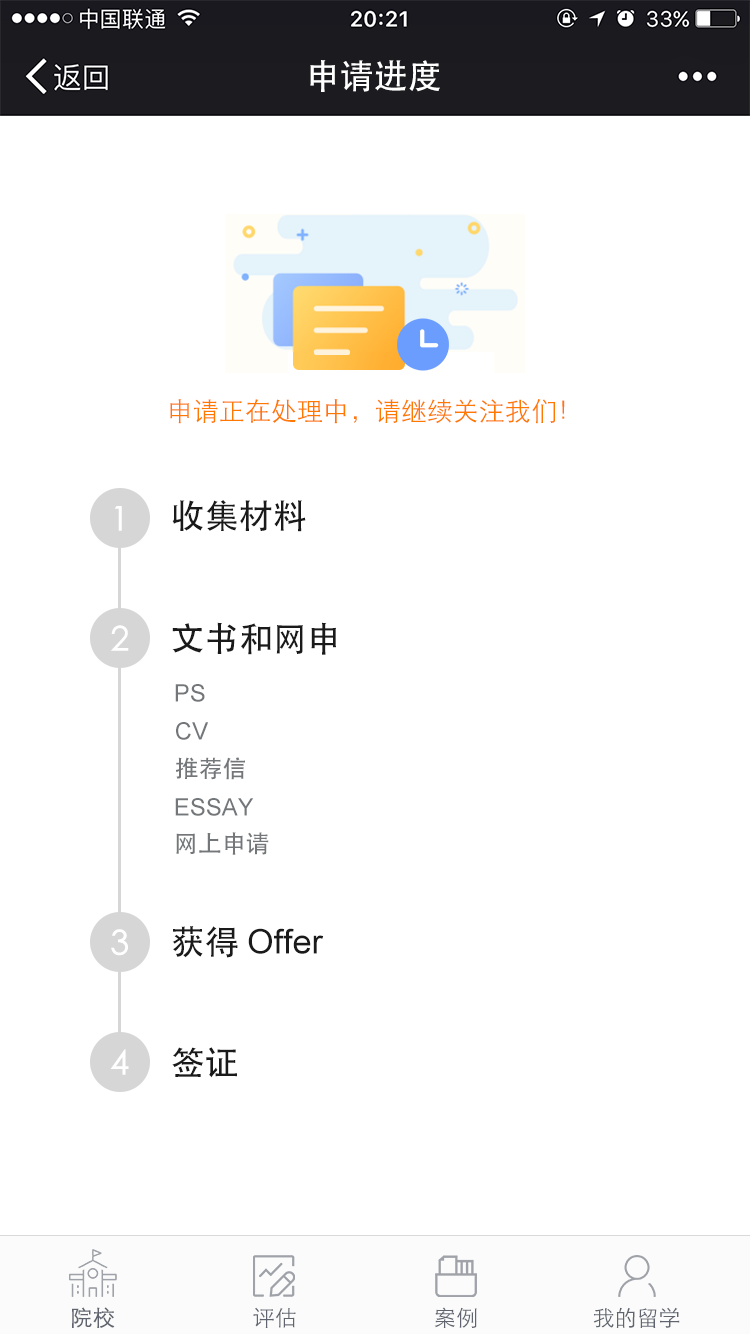 中国联通
20:21
33%
返回
申请进度
申请正在处理中，请继续关注我们！
1
收集材料
2
文书和网申
PS
CV
推荐信
ESSAY
网上申请
3
获得 Offer
4
签证
院校
评估
案例
我的留学